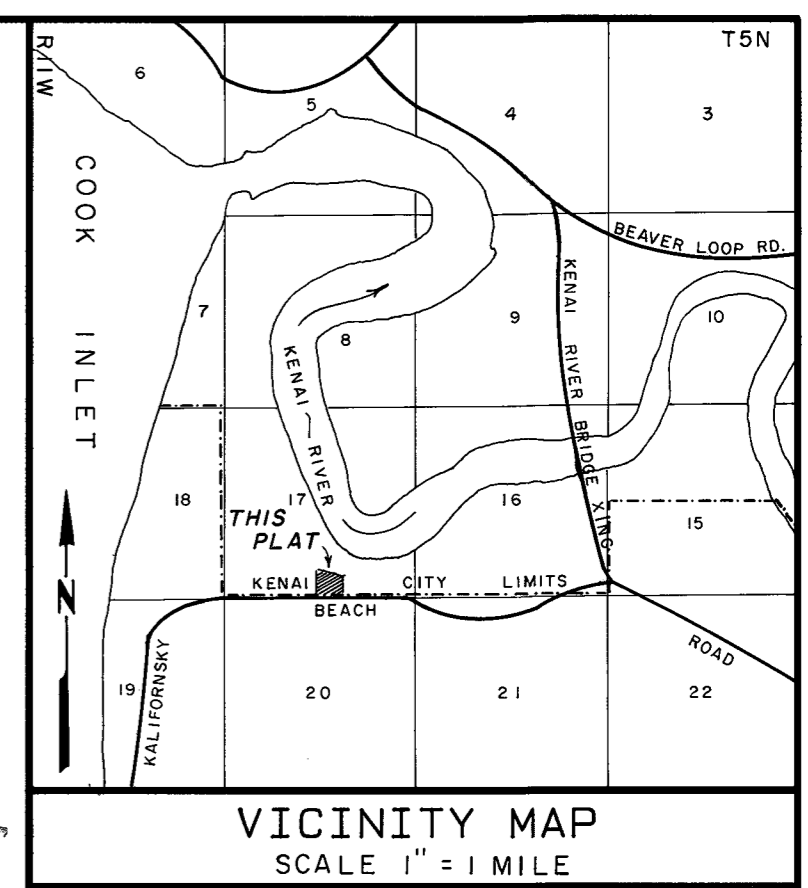 T5N
R11W
6
5
4
3
COOK INLET
BEAVER LOOP RD.
7
8
9
10
KENAI RIVER
KENAI RIVER BRIDGE XING
18
17
16
15
THIS
PLAT
KENAI CITY LIMITS
KALIFORNSKY BEACH ROAD
19
20
21
22
N
VICINITY MAP
SCALE 1" = 1 MILE